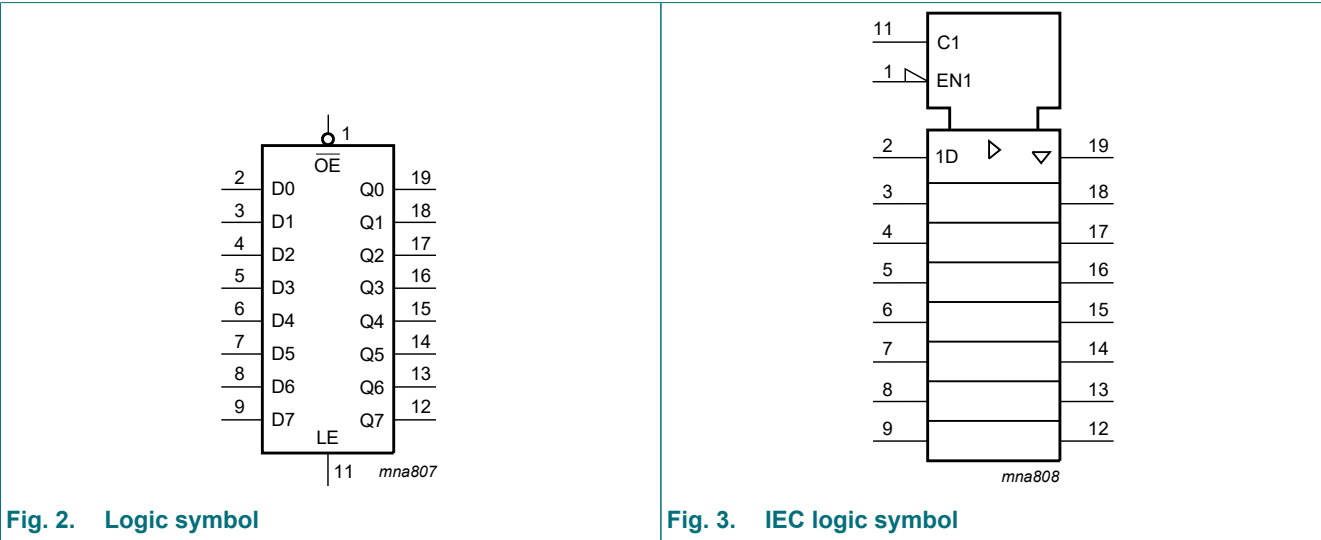 1
OE
2 D0 Q0 19
3 D1 Q1 18
4 D2 Q2 17
5 D3 Q3 16
6 D4 Q4 15
7 D5 Q5 14
8 D6 Q6 13
9 D7 Q7 12
LE
11 mna807
Fig. 2. Logic symbol
11 C1
1 EN1
2 1D 19
3 18
4 17
5 16
6 15
7 14
8 13
9 12
mna808
Fig. 3. IEC logic symbol